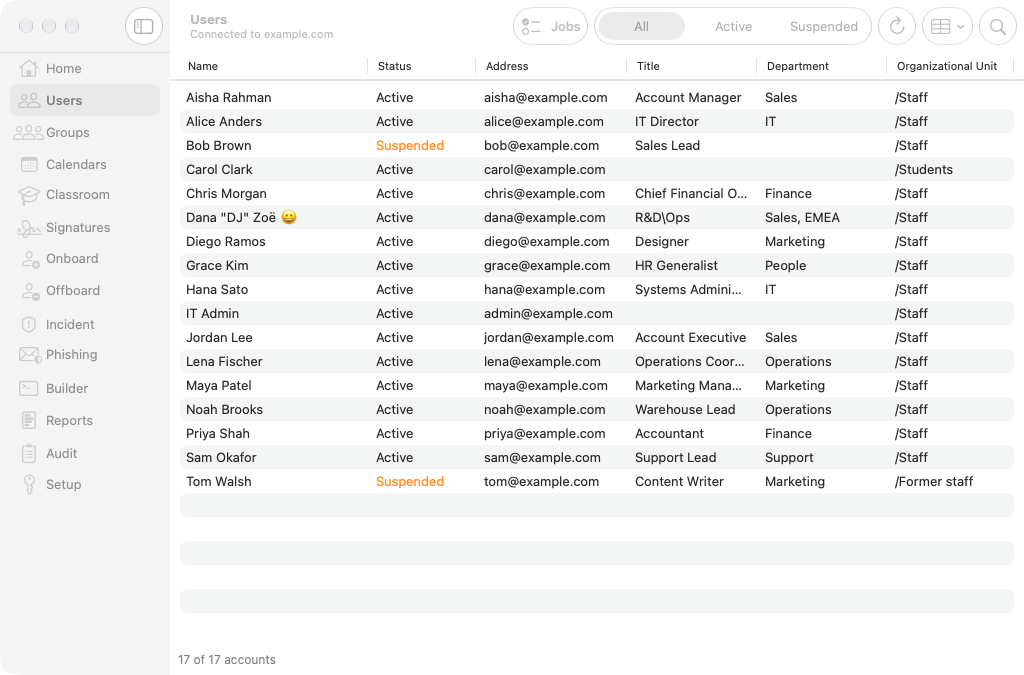 Users
Connected to example.com
Jobs
All Active Suspended
Home
Users
Groups
Calendars
Classroom
Signatures
Onboard
Offboard
Incident
Phishing
Builder
Reports
Audit
Setup
Name Status Address Title Department Organizational Unit
Aisha Rahman Active aisha@example.com Account Manager Sales /Staff
Alice Anders Active alice@example.com IT Director IT /Staff
Bob Brown Suspended bob@example.com Sales Lead /Staff
Carol Clark Active carol@example.com /Students
Chris Morgan Active chris@example.com Chief Financial O... Finance /Staff
Dana "DJ" Zoë 😀 Active dana@example.com R&D\Ops Sales, EMEA /Staff
Diego Ramos Active diego@example.com Designer Marketing /Staff
Grace Kim Active grace@example.com HR Generalist People /Staff
Hana Sato Active hana@example.com Systems Admini... IT /Staff
IT Admin Active admin@example.com /Staff
Jordan Lee Active jordan@example.com Account Executive Sales /Staff
Lena Fischer Active lena@example.com Operations Coor... Operations /Staff
Maya Patel Active maya@example.com Marketing Mana... Marketing /Staff
Noah Brooks Active noah@example.com Warehouse Lead Operations /Staff
Priya Shah Active priya@example.com Accountant Finance /Staff
Sam Okafor Active sam@example.com Support Lead Support /Staff
Tom Walsh Suspended tom@example.com Content Writer Marketing /Former staff
17 of 17 accounts